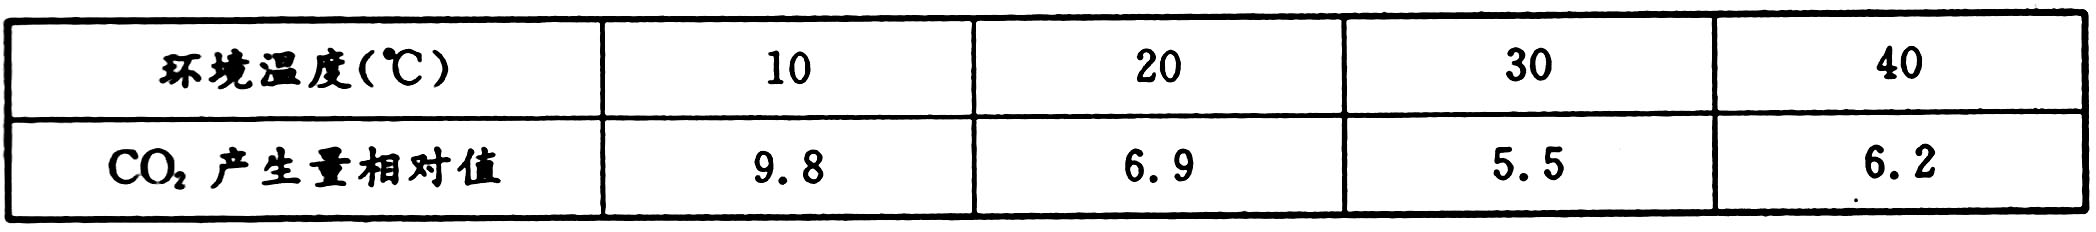 环境温度(℃) 10 20 30 40
CO₂ 产生量相对值 9.8 6.9 5.5 6.2